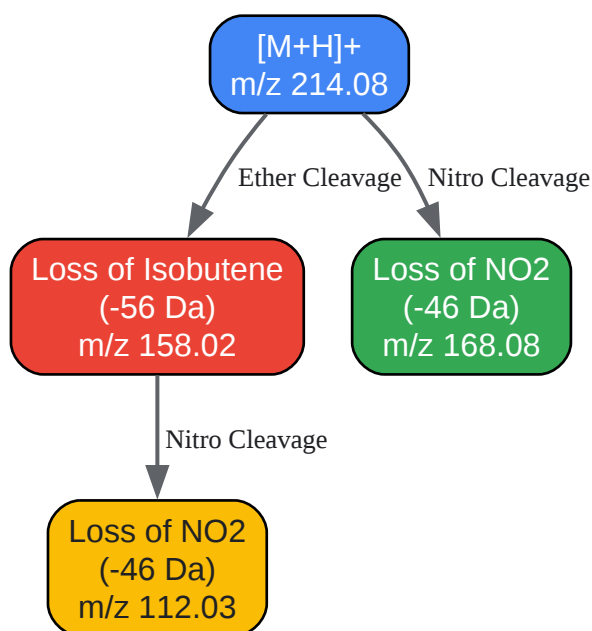 [M+H]+
m/z 214.08
Ether Cleavage
Nitro Cleavage
Loss of Isobutene
(-56 Da)
m/z 158.02
Loss of NO2
(-46 Da)
m/z 168.08
Nitro Cleavage
Loss of NO2
(-46 Da)
m/z 112.03